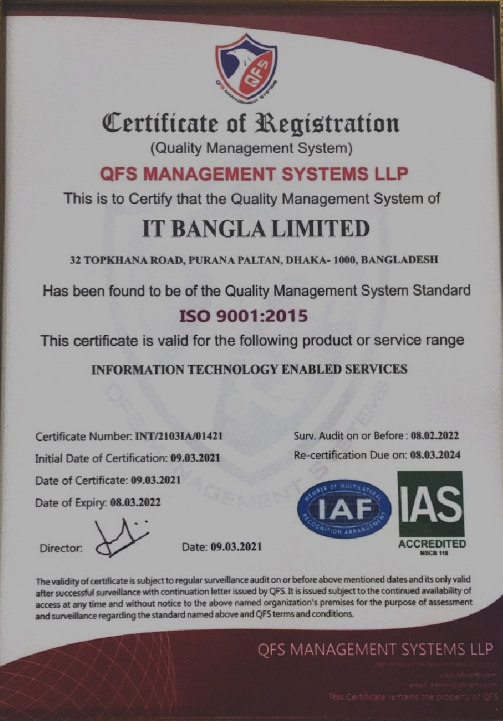 QFS
QFS MANAGEMENT SYSTEMS
Certificate of Registration
(Quality Management System)
QFS MANAGEMENT SYSTEMS LLP
This is to Certify that the Quality Management System of
IT BANGLA LIMITED
32 TOPKHANA ROAD, PURANA PALTAN, DHAKA- 1000, BANGLADESH
Has been found to be of the Quality Management System Standard
ISO 9001:2015
This certificate is valid for the following product or service range
INFORMATION TECHNOLOGY ENABLED SERVICES
Certificate Number: INT/2103IA/01421
Surv. Audit on or Before : 08.02.2022
Initial Date of Certification: 09.03.2021
Re-certification Due on: 08.03.2024
Date of Certificate: 09.03.2021
Date of Expiry: 08.03.2022
MEMBER OF MULTILATERAL
IAF
RECOGNITION ARRANGEMENT
IAS
ACCREDITED
MSCB 118
Director:
Date: 09.03.2021
The validity of certificate is subject to regular surveillance audit on or before above mentioned dates and its only valid
after successful surveillance with continuation letter issued by QFS. It is issued subject to the continued availability of
access at any time and without notice to the above named organization's premises for the purpose of assessment
and surveillance regarding the standard named above and QFS terms and conditions.
QFS MANAGEMENT SYSTEMS LLP
This Certificate remains the property of QFS